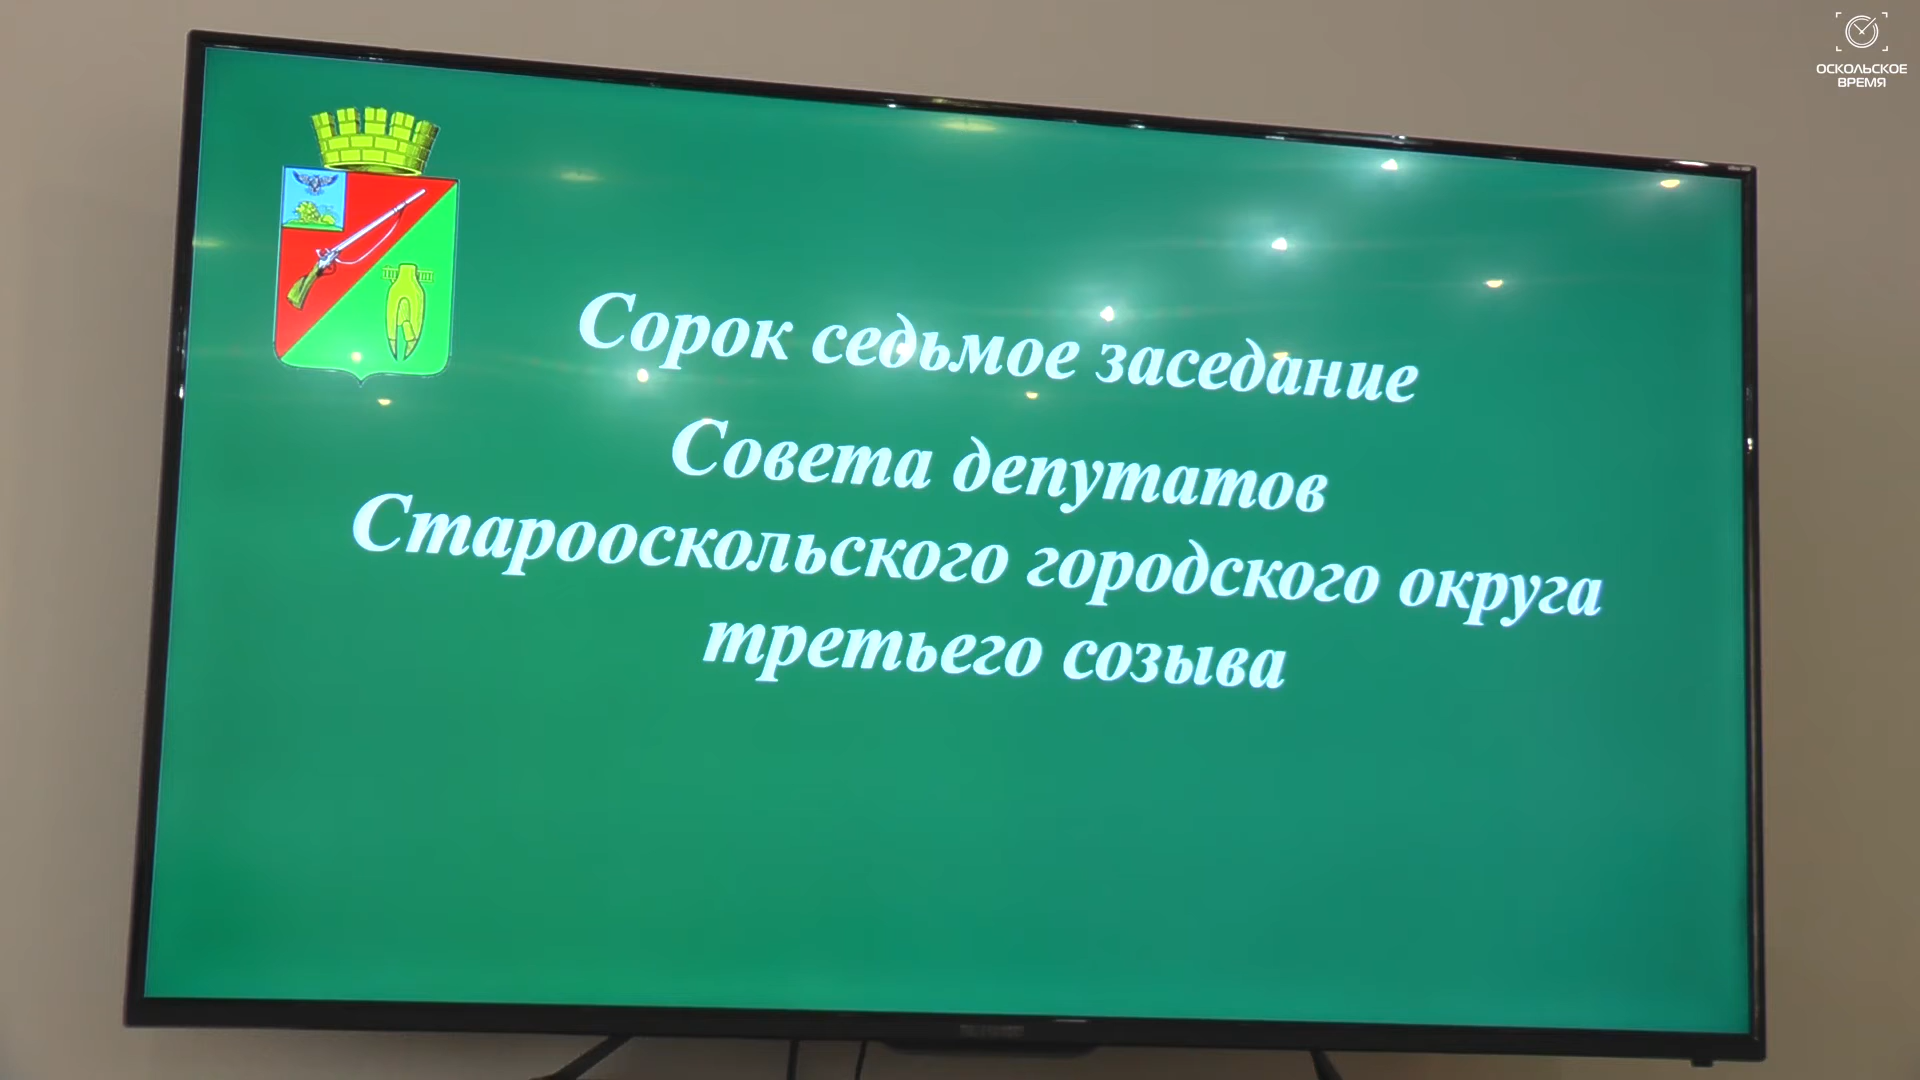 ОСКОЛЬСКОЕ
ВРЕМЯ
Сорок седьмое заседание
Совета депутатов
Старооскольского городского округа
третьего созыва